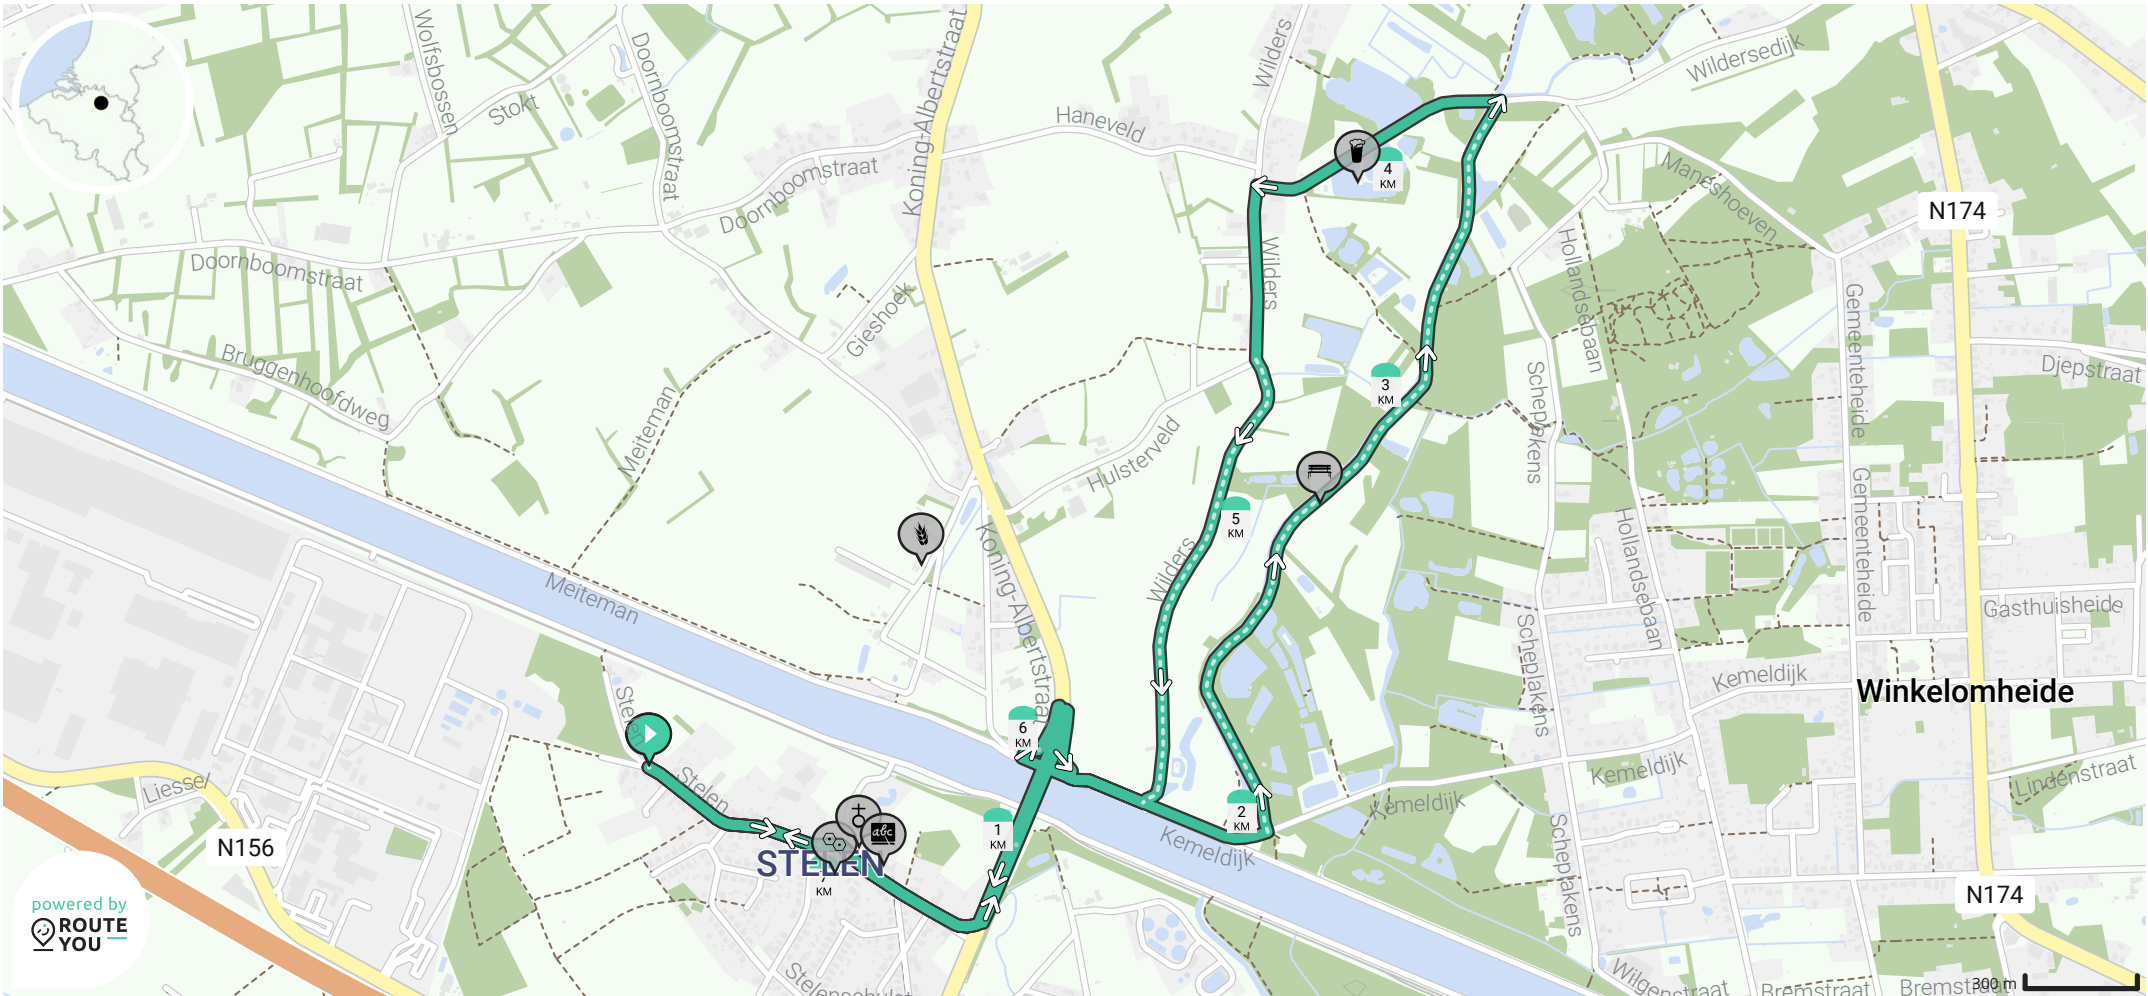 Wolfsbossen
Stokt
Doornboomstraat
Koning-Albertstraat
Haneveld
Wilders
Wildersedijk
Maneshoeven
N174
Doornboomstraat
Doornboomstraat
Gieshoek
Bruggenhoofdweg
Meiteman
Hulsterveld
Wilders
4
KM
Hollandsebaan
Scheplakens
Gemeenteheide
Djepstraat
3
KM
5
KM
Wilders
Koning-Albertstraat
Meiteman
Gemeenteheide
Hollandsebaan
Scheplakens
Gasthuisheide
Kemeldijk
Winkelomheide
Stelen
Stelen
6
KM
1
KM
2
KM
Kemeldijk
Kemeldijk
Kemeldijk
Lindenstraat
Liessel
N156
abc
STELEN
KM
Scheplakens
N174
powered by
ROUTE
YOU
Wilgenstraat
Bremstraat
Bremstraat
300 m